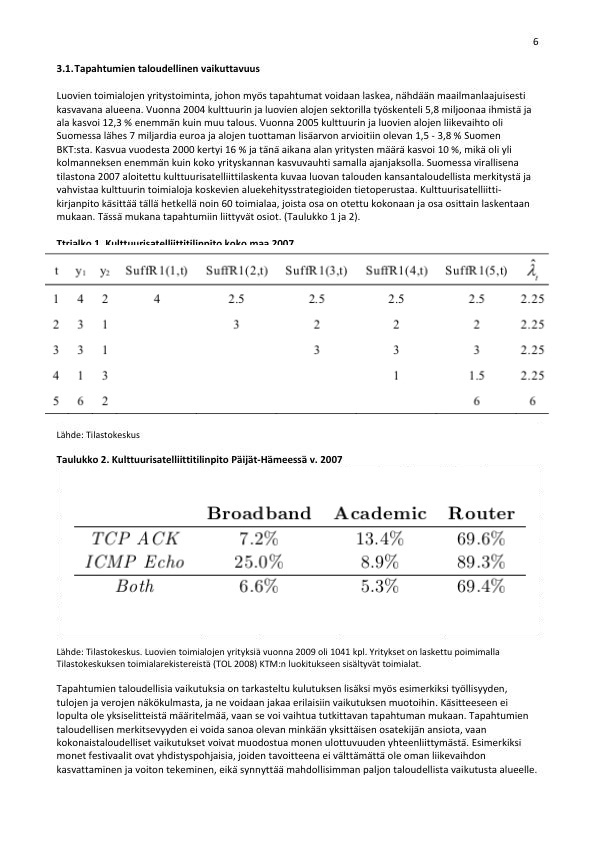 6
3.1. Tapahtumien taloudellinen vaikuttavuus
Luovien toimialojen yritystoiminta, johon myös tapahtumat voidaan laskea, nähdään maailmanlaajuisesti
kasvavana alueena. Vuonna 2004 kulttuurin ja luovien alojen sektorilla työskenteli 5,8 miljoonaa ihmistä ja
ala kasvoi 12,3 % enemmän kuin muu talous. Vuonna 2005 kulttuurin ja luovien alojen liikevaihto oli
Suomessa lähes 7 miljardia euroa ja alojen tuottaman lisäarvon arvioitiin olevan 1,5 - 3,8 % Suomen
BKT:sta. Kasvua vuodesta 2000 kertyi 16 % ja tänä aikana alan yritysten määrä kasvoi 10 %, mikä oli yli
kolmanneksen enemmän kuin koko yrityskannan kasvuvauhti samalla ajanjaksolla. Suomessa virallisena
tilastona 2007 aloitettu kulttuurisatelliittilaskenta kuvaa luovan talouden kansantaloudellista merkitystä ja
vahvistaa kulttuurin toimialoja koskevien aluekehitysstrategioiden tietoperustaa. Kulttuurisatelliitti-
kirjanpito käsittää tällä hetkellä noin 60 toimialaa, joista osa on otettu kokonaan ja osa osittain laskentaan
mukaan. Tässä mukana tapahtumiin liittyvät osiot. (Taulukko 1 ja 2).
1. Kulttuurisatelliittitilinpito koko maa 2007
t y₁ y₂ SuffR1(1,t) SuffR1(2,t) SuffR1(3,t) SuffR1(4,t) SuffR1(5,t) λ̂ₜ
1 4 2 4 2.5 2.5 2.5 2.5 2.25
2 3 1 3 2 2 2 2.25
3 3 1 3 3 3 2.25
4 1 3 1 1.5 2.25
5 6 2 6 6
Lähde: Tilastokeskus
Taulukko 2. Kulttuurisatelliittitilinpito Päijät-Hämeessä v. 2007
Broadband Academic Router
TCP ACK 7.2% 13.4% 69.6%
ICMP Echo 25.0% 8.9% 89.3%
Both 6.6% 5.3% 69.4%
Lähde: Tilastokeskus. Luovien toimialojen yrityksiä vuonna 2009 oli 1041 kpl. Yritykset on laskettu poimimalla
Tilastokeskuksen toimialarekisteristä (TOL 2008) KTM:n luokitukseen sisältyvät toimialat.
Tapahtumien taloudellisia vaikutuksia on tarkasteltu kulutuksen lisäksi myös esimerkiksi työllisyyden,
tulojen ja verojen näkökulmasta, ja ne voidaan jakaa erilaisiin vaikutuksen muotoihin. Käsitteeseen ei
lopulta ole yksiselitteistä määritelmää, vaan se voi vaihtua tutkittavan tapahtuman mukaan. Tapahtumien
taloudellisen merkitsevyyden ei voida sanoa olevan minkään yksittäisen osatekijän ansiota, vaan
kokonaistaloudelliset vaikutukset voivat muodostua monen ulottuvuuden yhteenliittymästä. Esimerkiksi
monet festivaalit ovat yhdistyspohjaisia, joiden tavoitteena ei välttämättä ole oman liikevaihdon
kasvattaminen ja voiton tekeminen, eikä synnyttää mahdollisimman paljon taloudellista vaikutusta alueelle.